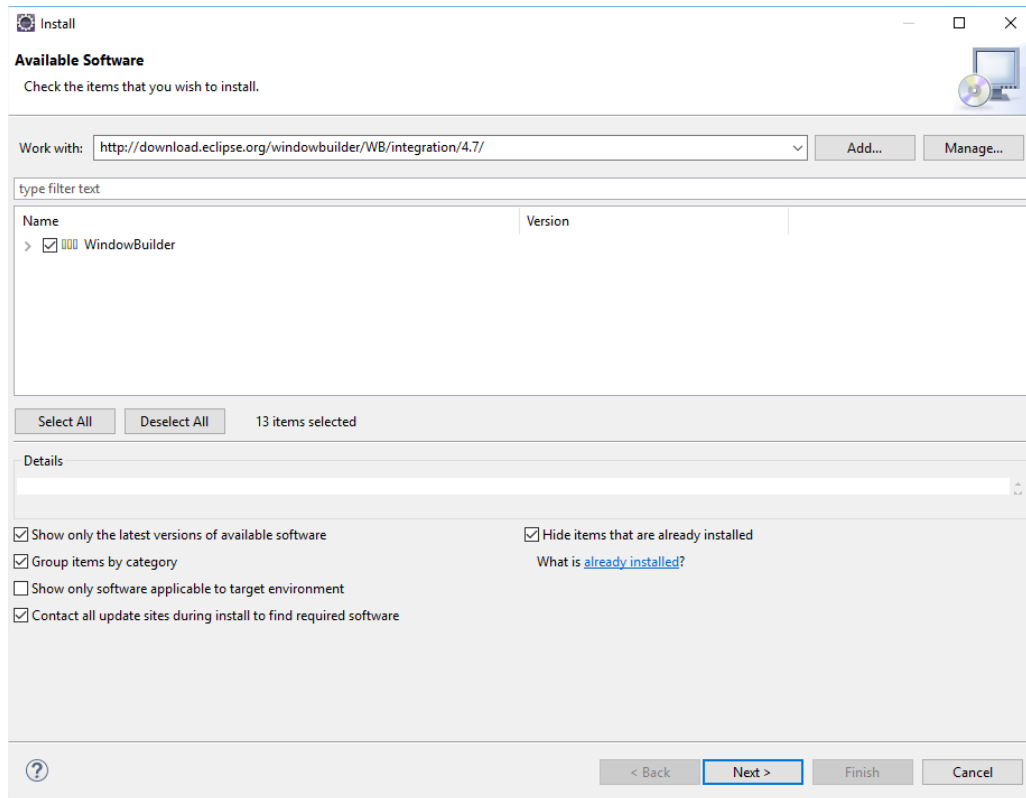 Install
Available Software
Check the items that you wish to install.
Work with: http://download.eclipse.org/windowbuilder/WB/integration/4.7/ Add... Manage...
type filter text
Name Version
WindowBuilder
Select All Deselect All 13 items selected
Details
Show only the latest versions of available software Hide items that are already installed
Group items by category What is already installed?
Show only software applicable to target environment
Contact all update sites during install to find required software
? < Back Next > Finish Cancel